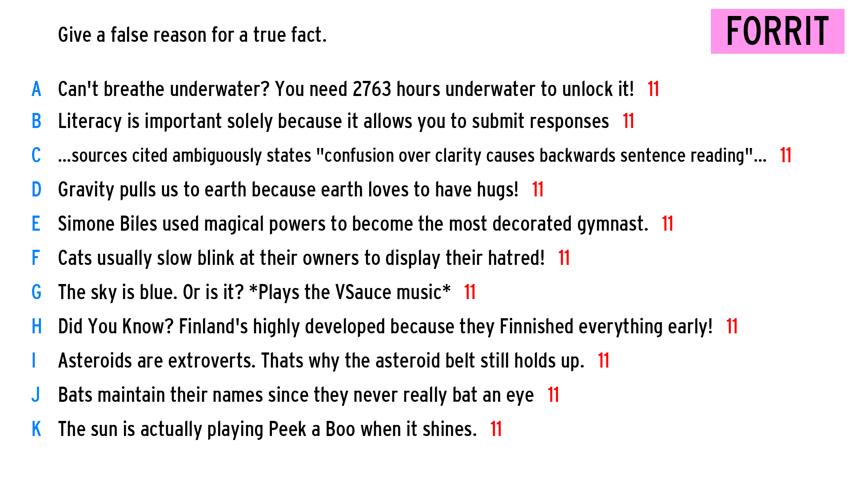 Give a false reason for a true fact.
FORRIT
A Can't breathe underwater? You need 2763 hours underwater to unlock it! 11
B Literacy is important solely because it allows you to submit responses 11
C ...sources cited ambiguously states "confusion over clarity causes backwards sentence reading"... 11
D Gravity pulls us to earth because earth loves to have hugs! 11
E Simone Biles used magical powers to become the most decorated gymnast. 11
F Cats usually slow blink at their owners to display their hatred! 11
G The sky is blue. Or is it? *Plays the VSauce music* 11
H Did You Know? Finland's highly developed because they Finnished everything early! 11
I Asteroids are extroverts. Thats why the asteroid belt still holds up. 11
J Bats maintain their names since they never really bat an eye 11
K The sun is actually playing Peek a Boo when it shines. 11